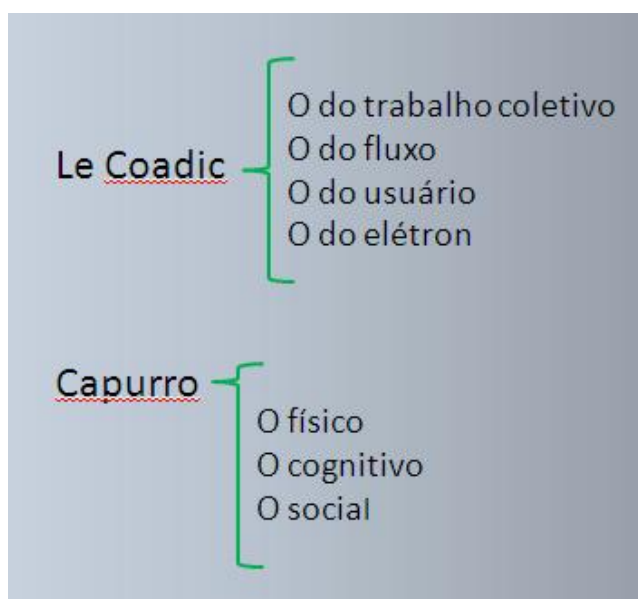 O do trabalho coletivo
O do fluxo
Le Coadic
O do usuário
O do elétron
Capurro
O físico
O cognitivo
O social